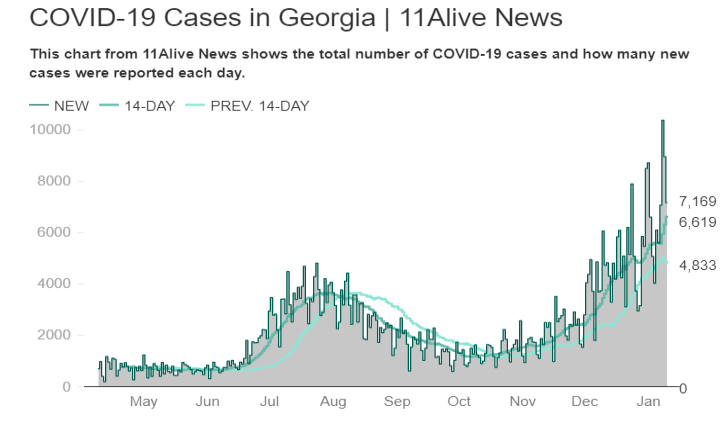 COVID-19 Cases in Georgia | 11Alive News
This chart from 11Alive News shows the total number of COVID-19 cases and how many new
cases were reported each day.
NEW 14-DAY PREV. 14-DAY
10000
8000
7,169
6,619
6000
4,833
4000
2000
0 0
May Jun Jul Aug Sep Oct Nov Dec Jan